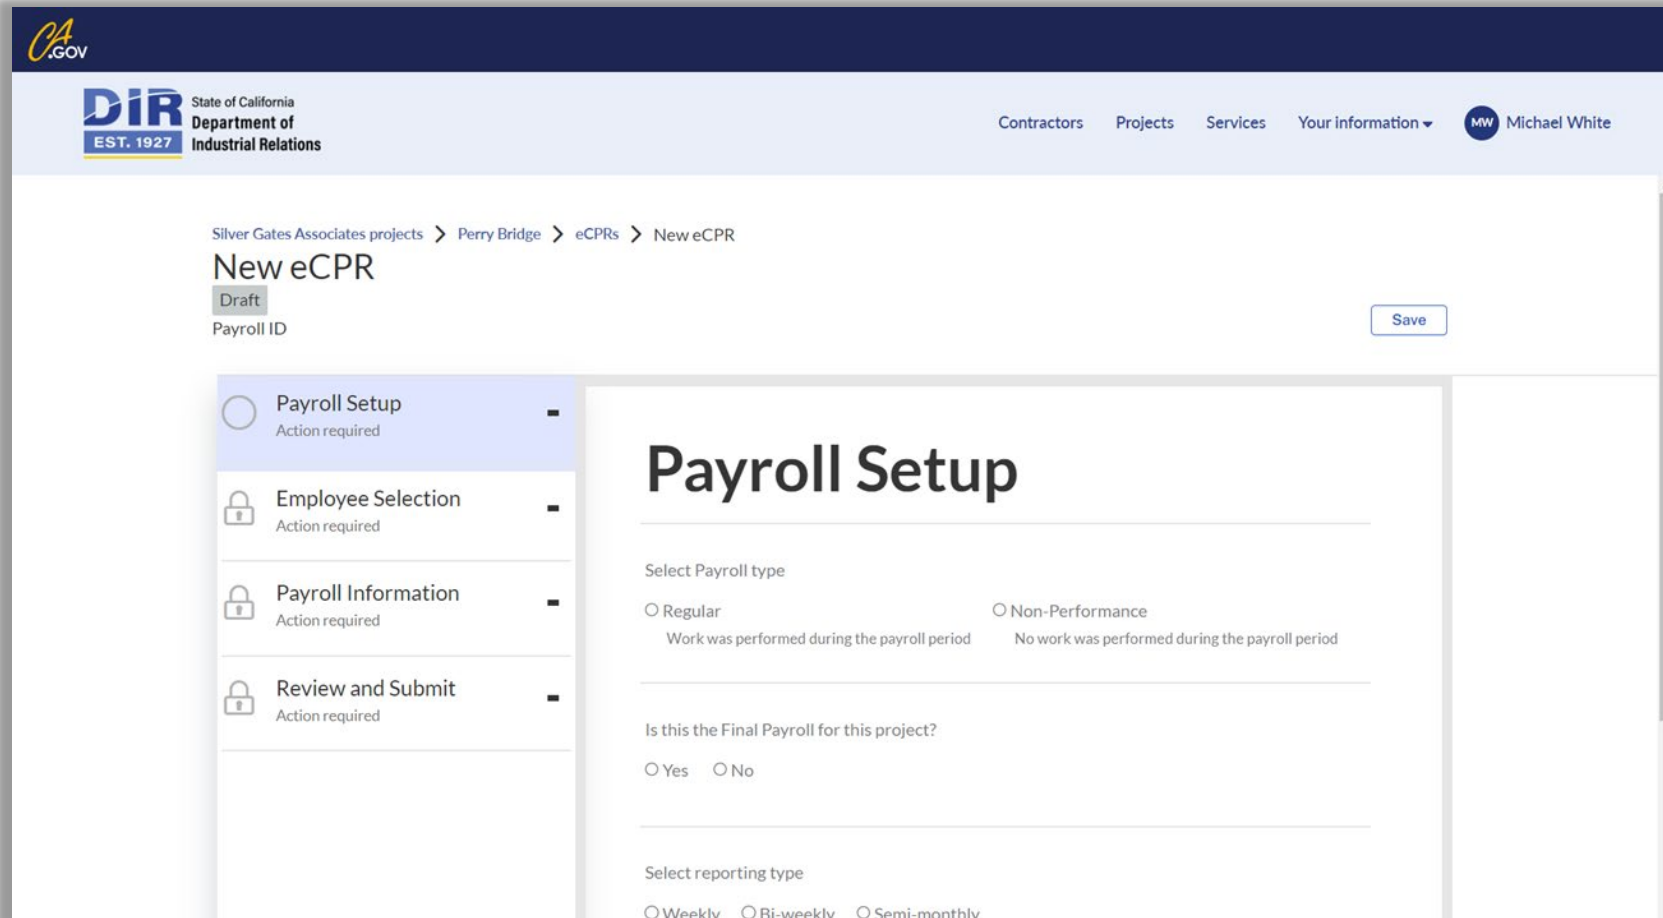 CA.GOV
DIR
EST. 1927
State of California
Department of
Industrial Relations
Contractors Projects Services Your information MW Michael White
Silver Gates Associates projects > Perry Bridge > eCPRs > New eCPR
New eCPR
Draft
Payroll ID
Save
Payroll Setup
Action required
Employee Selection
Action required
Payroll Information
Action required
Review and Submit
Action required
Payroll Setup
Select Payroll type
Regular Non-Performance
Work was performed during the payroll period No work was performed during the payroll period
Is this the Final Payroll for this project?
Yes No
Select reporting type
Weekly Bi-weekly Semi-monthly